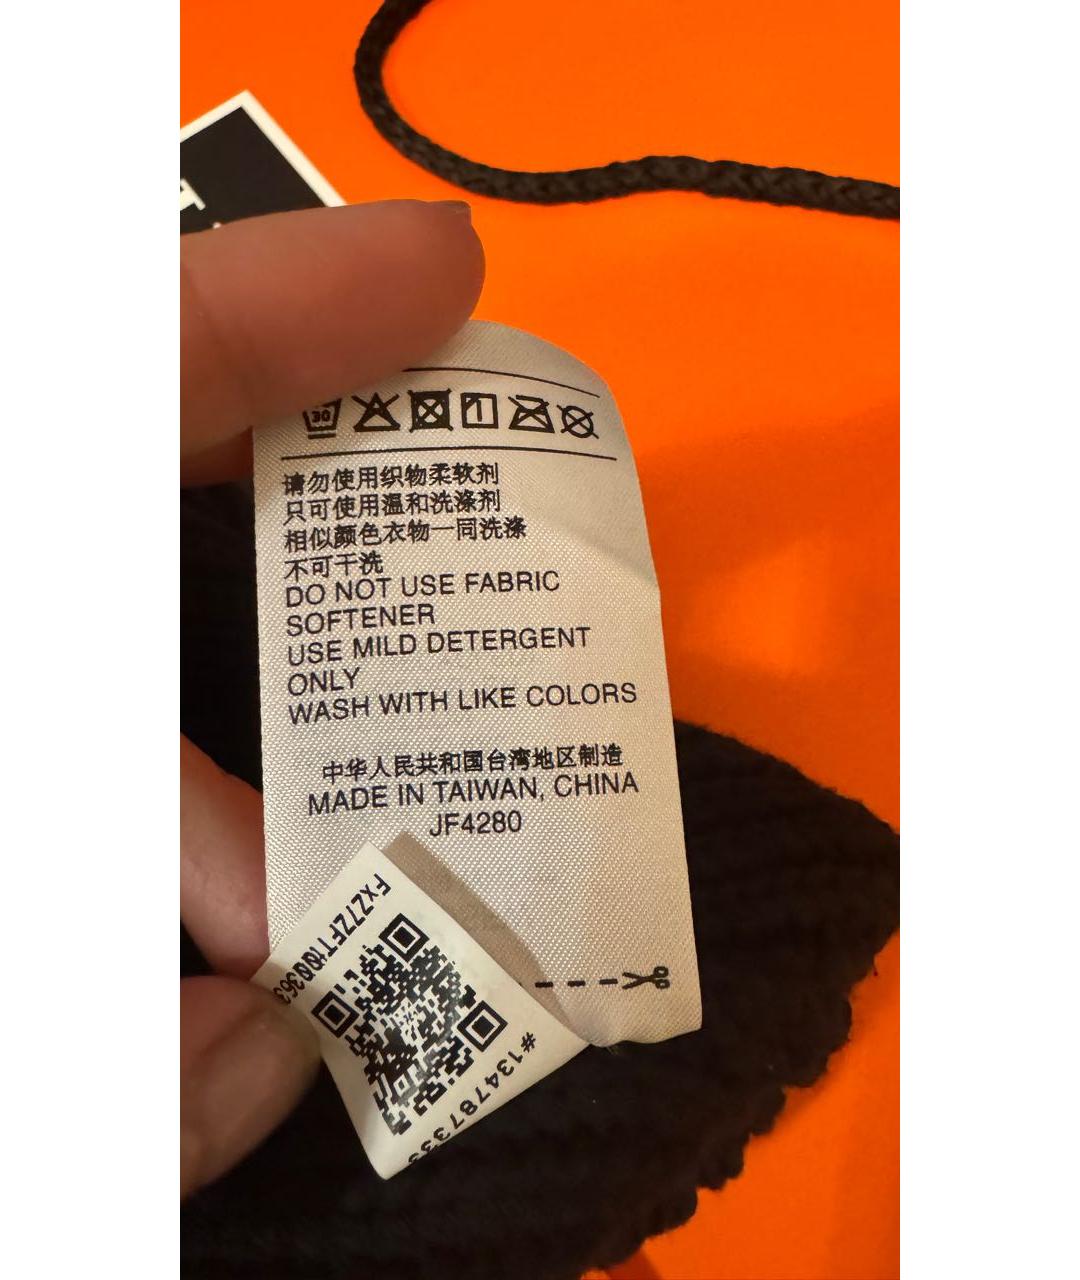 30
请勿使用织物柔软剂
只可使用温和洗涤剂
相似颜色衣物一同洗涤
不可干洗
DO NOT USE FABRIC
SOFTENER
USE MILD DETERGENT
ONLY
WASH WITH LIKE COLORS
中华人民共和国台湾地区制造
MADE IN TAIWAN, CHINA
JF4280